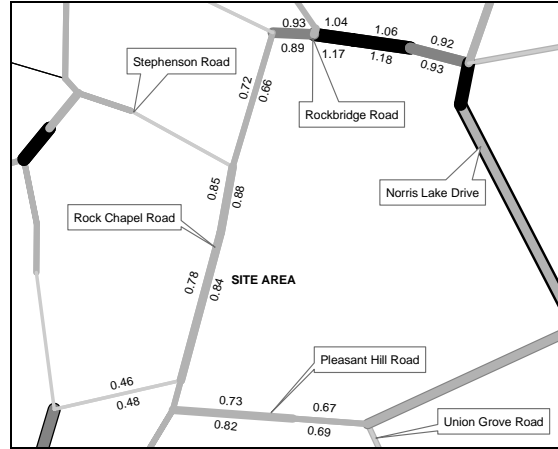 0.93 1.04 1.06 0.92
0.89 1.17 1.18 0.93
Stephenson Road
0.72 0.66
Rockbridge Road
0.85 0.88
Norris Lake Drive
Rock Chapel Road
0.78 0.84
SITE AREA
Pleasant Hill Road
0.46
0.48
0.73 0.67
0.82 0.69
Union Grove Road